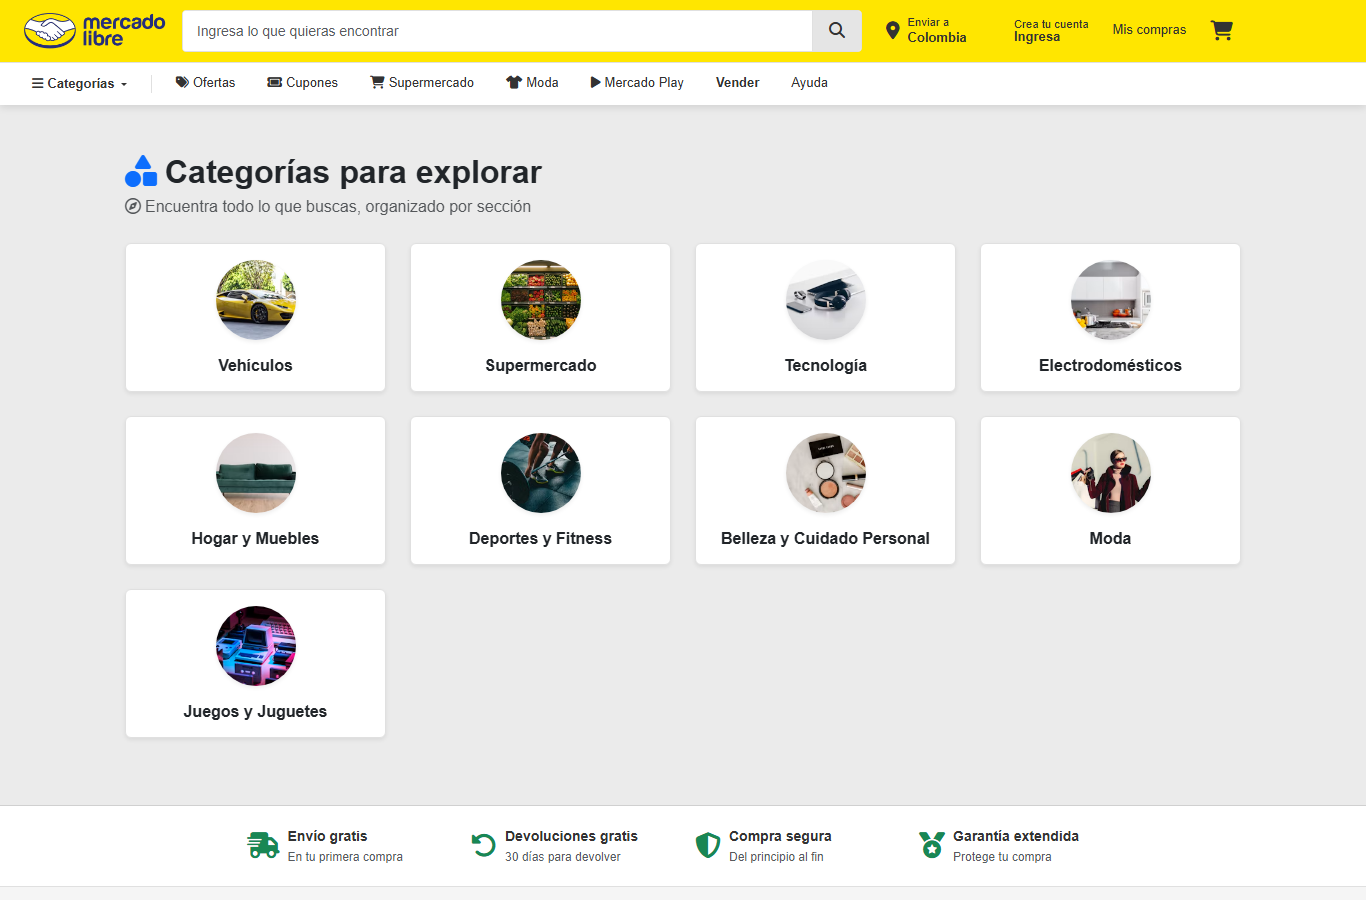 mercado
libre
Ingresa lo que quieras encontrar
Enviar a
Colombia
Crea tu cuenta
Ingresa
Mis compras
Categorías
Ofertas
Cupones
Supermercado
Moda
Mercado Play
Vender
Ayuda
Categorías para explorar
Encuentra todo lo que buscas, organizado por sección
Vehículos
Supermercado
Tecnología
Electrodomésticos
Hogar y Muebles
Deportes y Fitness
Belleza y Cuidado Personal
Moda
Juegos y Juguetes
Envío gratis
En tu primera compra
Devoluciones gratis
30 días para devolver
Compra segura
Del principio al fin
Garantía extendida
Protege tu compra